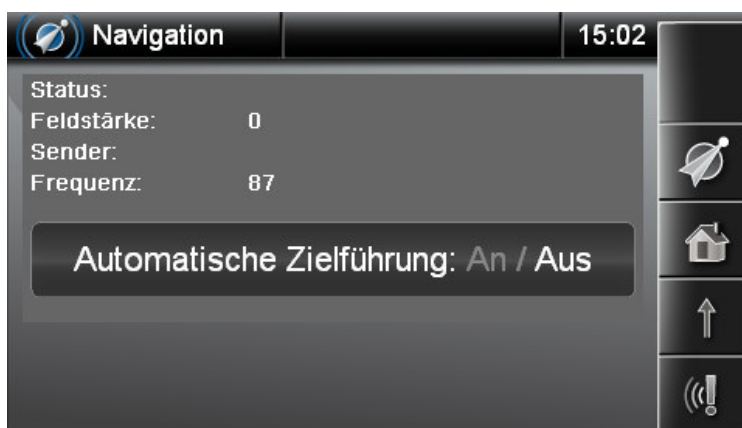 Navigation
15:02
Status:
Feldstärke: 0
Sender:
Frequenz: 87
Automatische Zielführung: An / Aus